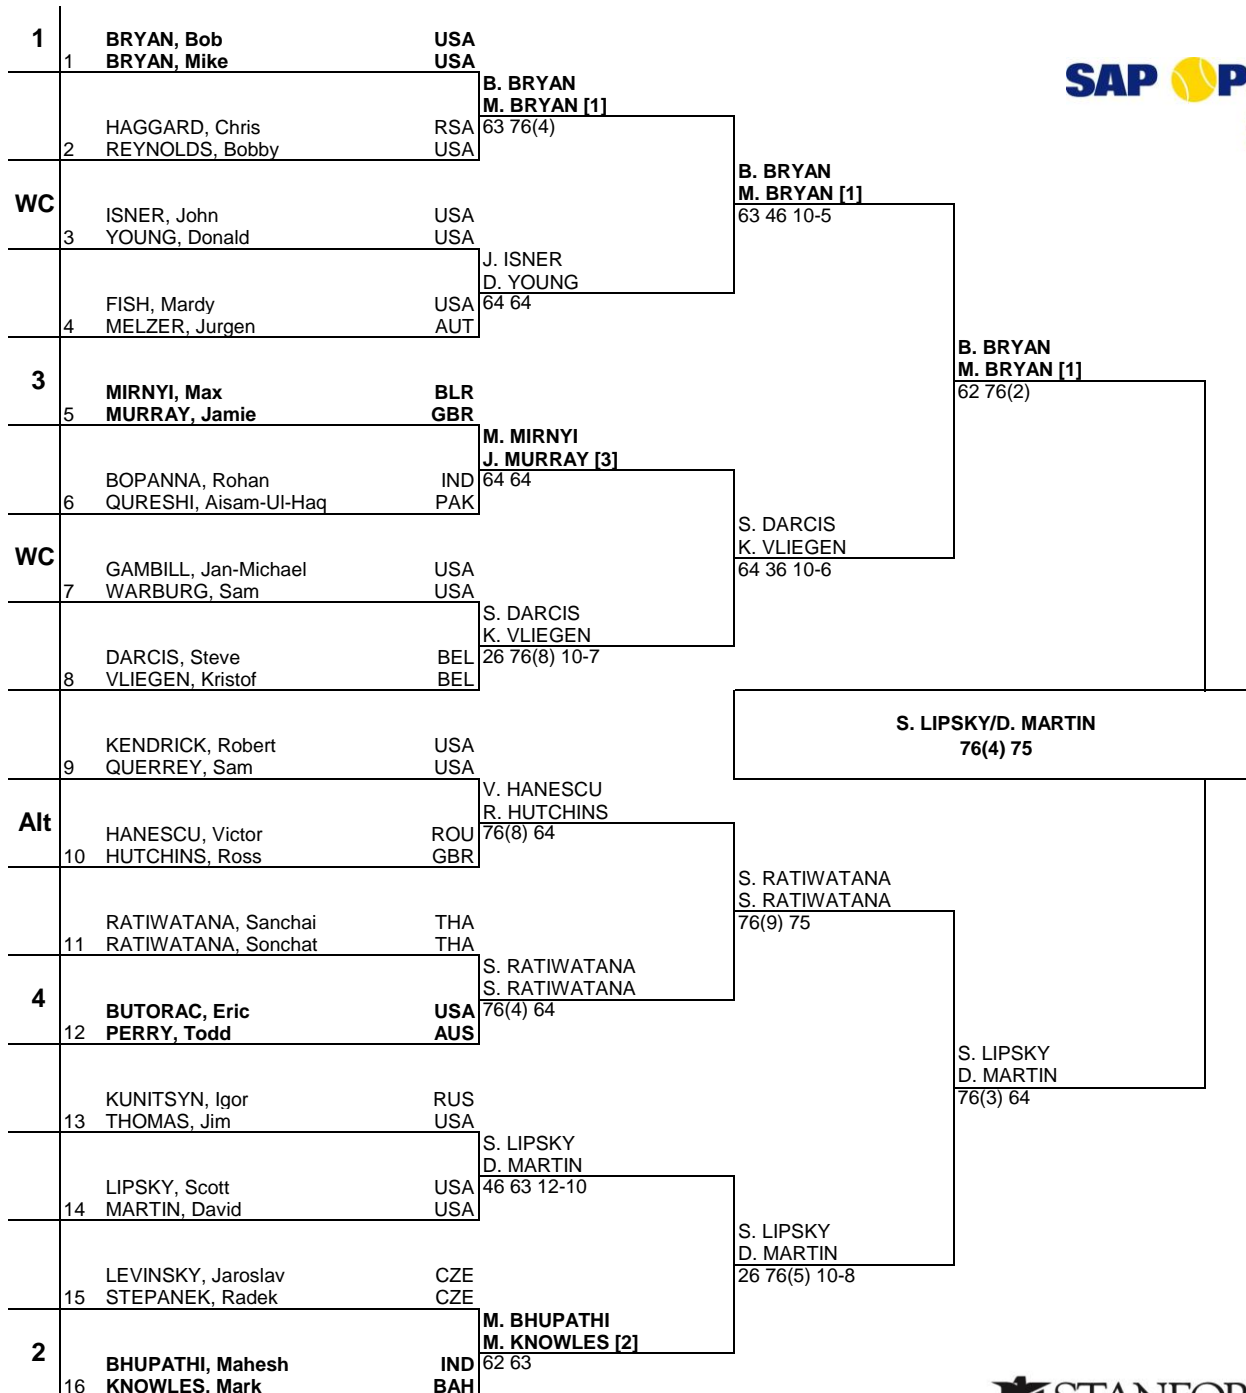 1 BRYAN, Bob USA
1 BRYAN, Mike USA
B. BRYAN
M. BRYAN [1]
SAP P
HAGGARD, Chris RSA 63 76(4)
2 REYNOLDS, Bobby USA
B. BRYAN
M. BRYAN [1]
WC ISNER, John USA 63 46 10-5
3 YOUNG, Donald USA
J. ISNER
D. YOUNG
FISH, Mardy USA 64 64
4 MELZER, Jurgen AUT
B. BRYAN
M. BRYAN [1]
3 MIRNYI, Max BLR 62 76(2)
5 MURRAY, Jamie GBR
M. MIRNYI
J. MURRAY [3]
BOPANNA, Rohan IND 64 64
6 QURESHI, Aisam-Ul-Haq PAK
S. DARCIS
K. VLIEGEN
WC GAMBILL, Jan-Michael USA 64 36 10-6
7 WARBURG, Sam USA
S. DARCIS
K. VLIEGEN
DARCIS, Steve BEL 26 76(8) 10-7
8 VLIEGEN, Kristof BEL
S. LIPSKY/D. MARTIN
76(4) 75
KENDRICK, Robert USA
9 QUERREY, Sam USA
V. HANESCU
R. HUTCHINS
Alt HANESCU, Victor ROU 76(8) 64
10 HUTCHINS, Ross GBR
S. RATIWATANA
S. RATIWATANA
RATIWATANA, Sanchai THA 76(9) 75
11 RATIWATANA, Sonchat THA
S. RATIWATANA
S. RATIWATANA
4 BUTORAC, Eric USA 76(4) 64
12 PERRY, Todd AUS
S. LIPSKY
D. MARTIN
KUNITSYN, Igor RUS 76(3) 64
13 THOMAS, Jim USA
S. LIPSKY
D. MARTIN
LIPSKY, Scott USA 46 63 12-10
14 MARTIN, David USA
S. LIPSKY
D. MARTIN
LEVINSKY, Jaroslav CZE 26 76(5) 10-8
15 STEPANEK, Radek CZE
M. BHUPATHI
M. KNOWLES [2]
2 BHUPATHI, Mahesh IND 62 63
16 KNOWLES, Mark BAH